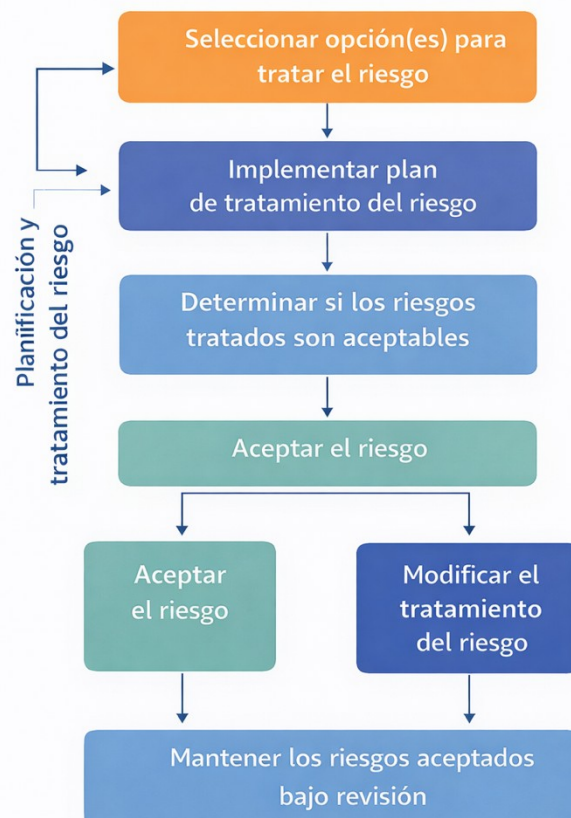 Seleccionar opción(es) para
tratar el riesgo
Implementar plan
de tratamiento del riesgo
Planiificación y
tratamiento del riesgo
Determinar si los riesgos
tratados son aceptables
Aceptar el riesgo
Aceptar
el riesgo
Modificar el
tratamiento
del riesgo
Mantener los riesgos aceptados
bajo revisión